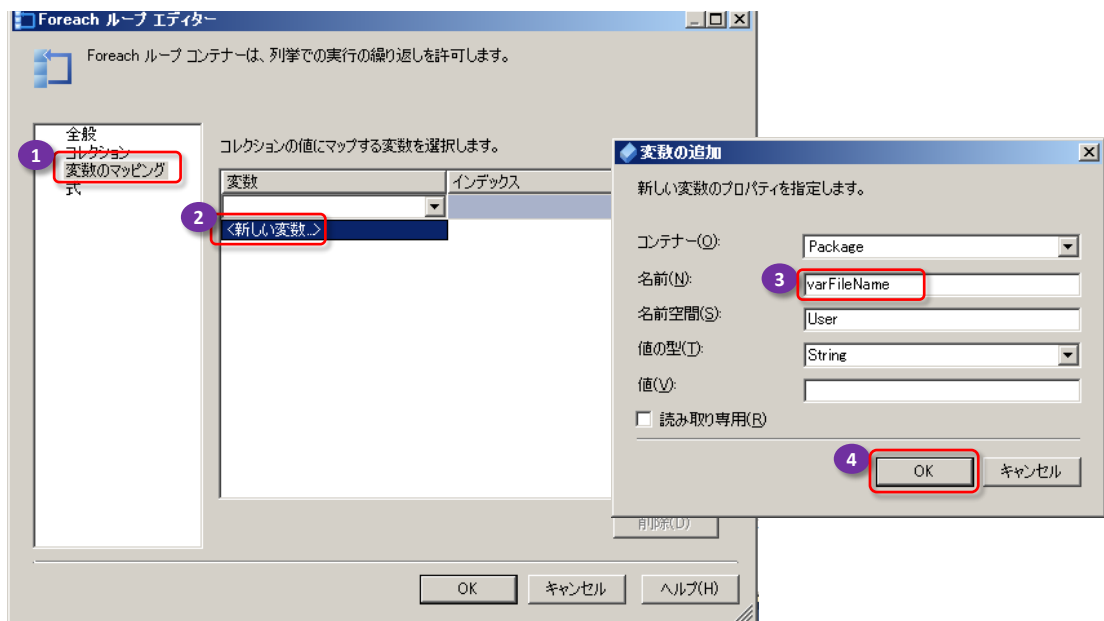 Foreach ループ エディター
Foreach ループ コンテナーは、列挙での実行の繰り返しを許可します。
全般
1
コレクション
変数のマッピング
式
コレクションの値にマップする変数を選択します。
変数
インデックス
2
<新しい変数...>
削除(D)
OK
キャンセル
ヘルプ(H)
変数の追加
新しい変数のプロパティを指定します。
コンテナー(O):
Package
名前(N):
3
varFileName
名前空間(S):
User
値の型(T):
String
値(V):
読み取り専用(R)
4
OK
キャンセル